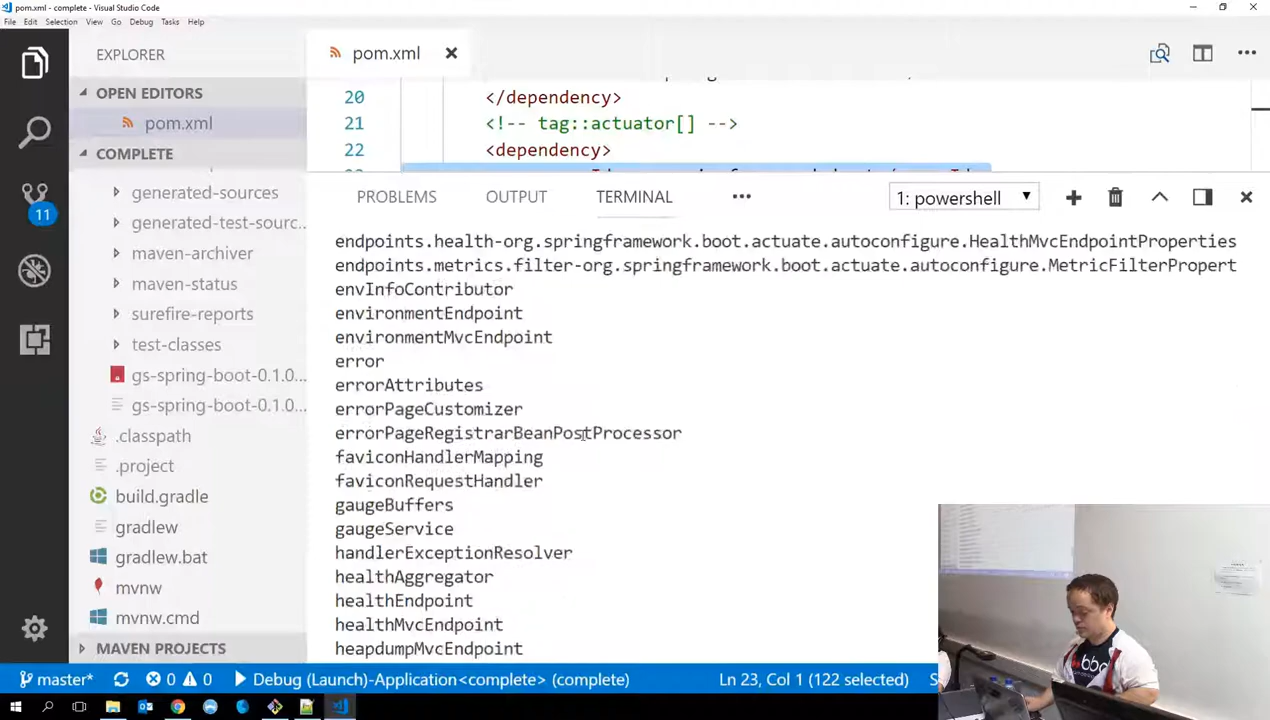 pom.xml - complete - Visual Studio Code
File Edit Selection View Go Debug Tasks Help
EXPLORER
pom.xml
OPEN EDITORS
pom.xml
COMPLETE
generated-sources
generated-test-sourc...
maven-archiver
maven-status
surefire-reports
test-classes
gs-spring-boot-0.1.0...
gs-spring-boot-0.1.0...
.classpath
.project
build.gradle
gradlew
gradlew.bat
mvnw
mvnw.cmd
MAVEN PROJECTS
11
20 </dependency>
21 <!-- tag::actuator[] -->
22 <dependency>
PROBLEMS OUTPUT TERMINAL ••• 1: powershell
endpoints.health-org.springframework.boot.actuate.autoconfigure.HealthMvcEndpointProperties
endpoints.metrics.filter-org.springframework.boot.actuate.autoconfigure.MetricFilterPropert
envInfoContributor
environmentEndpoint
environmentMvcEndpoint
error
errorAttributes
errorPageCustomizer
errorPageRegistrarBeanPostProcessor
faviconHandlerMapping
faviconRequestHandler
gaugeBuffers
gaugeService
handlerExceptionResolver
healthAggregator
healthEndpoint
healthMvcEndpoint
heapdumpMvcEndpoint
bbd
master* 0 0 Debug (Launch)-Application<complete> (complete) Ln 23, Col 1 (122 selected)